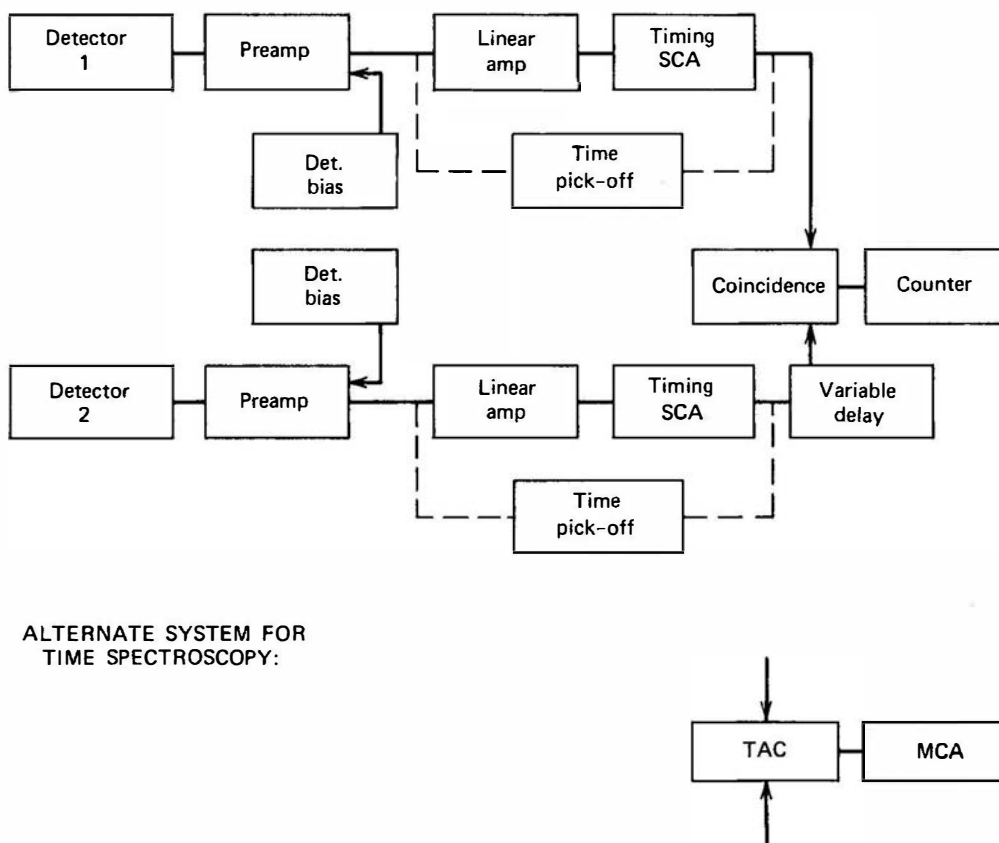 Detector
1
Preamp
Linear
amp
Timing
SCA
Det.
bias
Time
pick-off
Det.
bias
Coincidence
Counter
Detector
2
Preamp
Linear
amp
Timing
SCA
Variable
delay
Time
pick-off
ALTERNATE SYSTEM FOR
TIME SPECTROSCOPY:
TAC
MCA